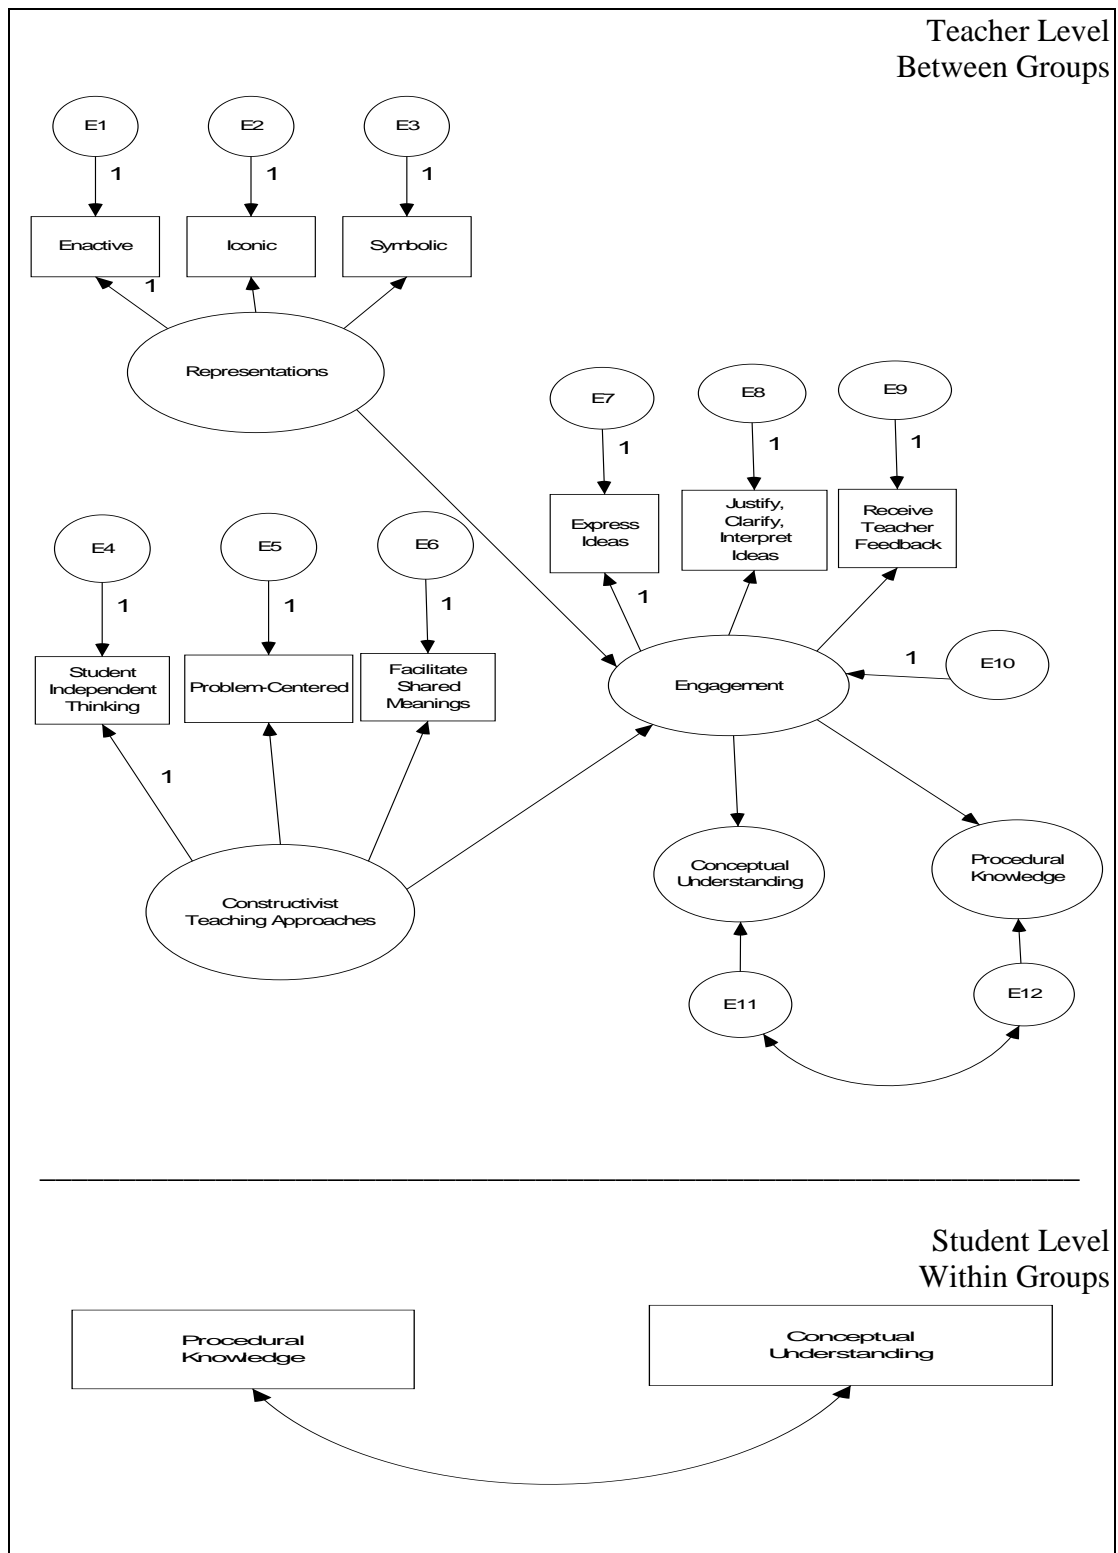 Teacher Level
Between Groups
E1
E2
E3
1
1
1
Enactive
Iconic
Symbolic
1
Representations
E7
E8
E9
1
1
1
Express
Ideas
Justify,
Clarify,
Interpret
Ideas
Receive
Teacher
Feedback
E4
E5
E6
1
1
1
Student
Independent
Thinking
Problem-Centered
Facilitate
Shared
Meanings
1
1
Engagement
1
E10
Constructivist
Teaching Approaches
Conceptual
Understanding
Procedural
Knowledge
E11
E12
Student Level
Within Groups
Procedural
Knowledge
Conceptual
Understanding